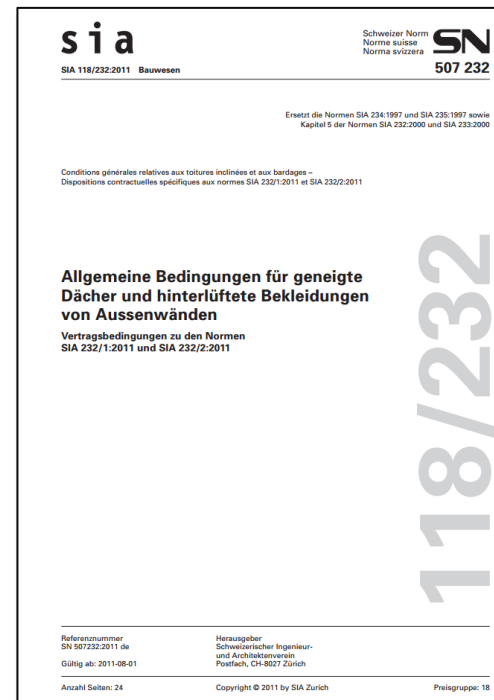 sia
Schweizer Norm
Norme suisse
Norma svizzera
SN
SIA 118/232:2011 Bauwesen
507 232
Ersetzt die Normen SIA 234:1997 und SIA 235:1997 sowie
Kapitel 5 der Normen SIA 232:2000 und SIA 233:2000
Conditions générales relatives aux toitures inclinées et aux bardages –
Dispositions contractuelles spécifiques aux normes SIA 232/1:2011 et SIA 232/2:2011
Allgemeine Bedingungen für geneigte
Dächer und hinterlüftete Bekleidungen
von Aussenwänden
Vertragsbedingungen zu den Normen
SIA 232/1:2011 und SIA 232/2:2011
118/232
Referenznummer
SN 507232:2011 de
Gültig ab: 2011-08-01
Herausgeber
Schweizerischer Ingenieur-
und Architektenverein
Postfach, CH-8027 Zürich
Anzahl Seiten: 24
Copyright © 2011 by SIA Zurich
Preisgruppe: 18